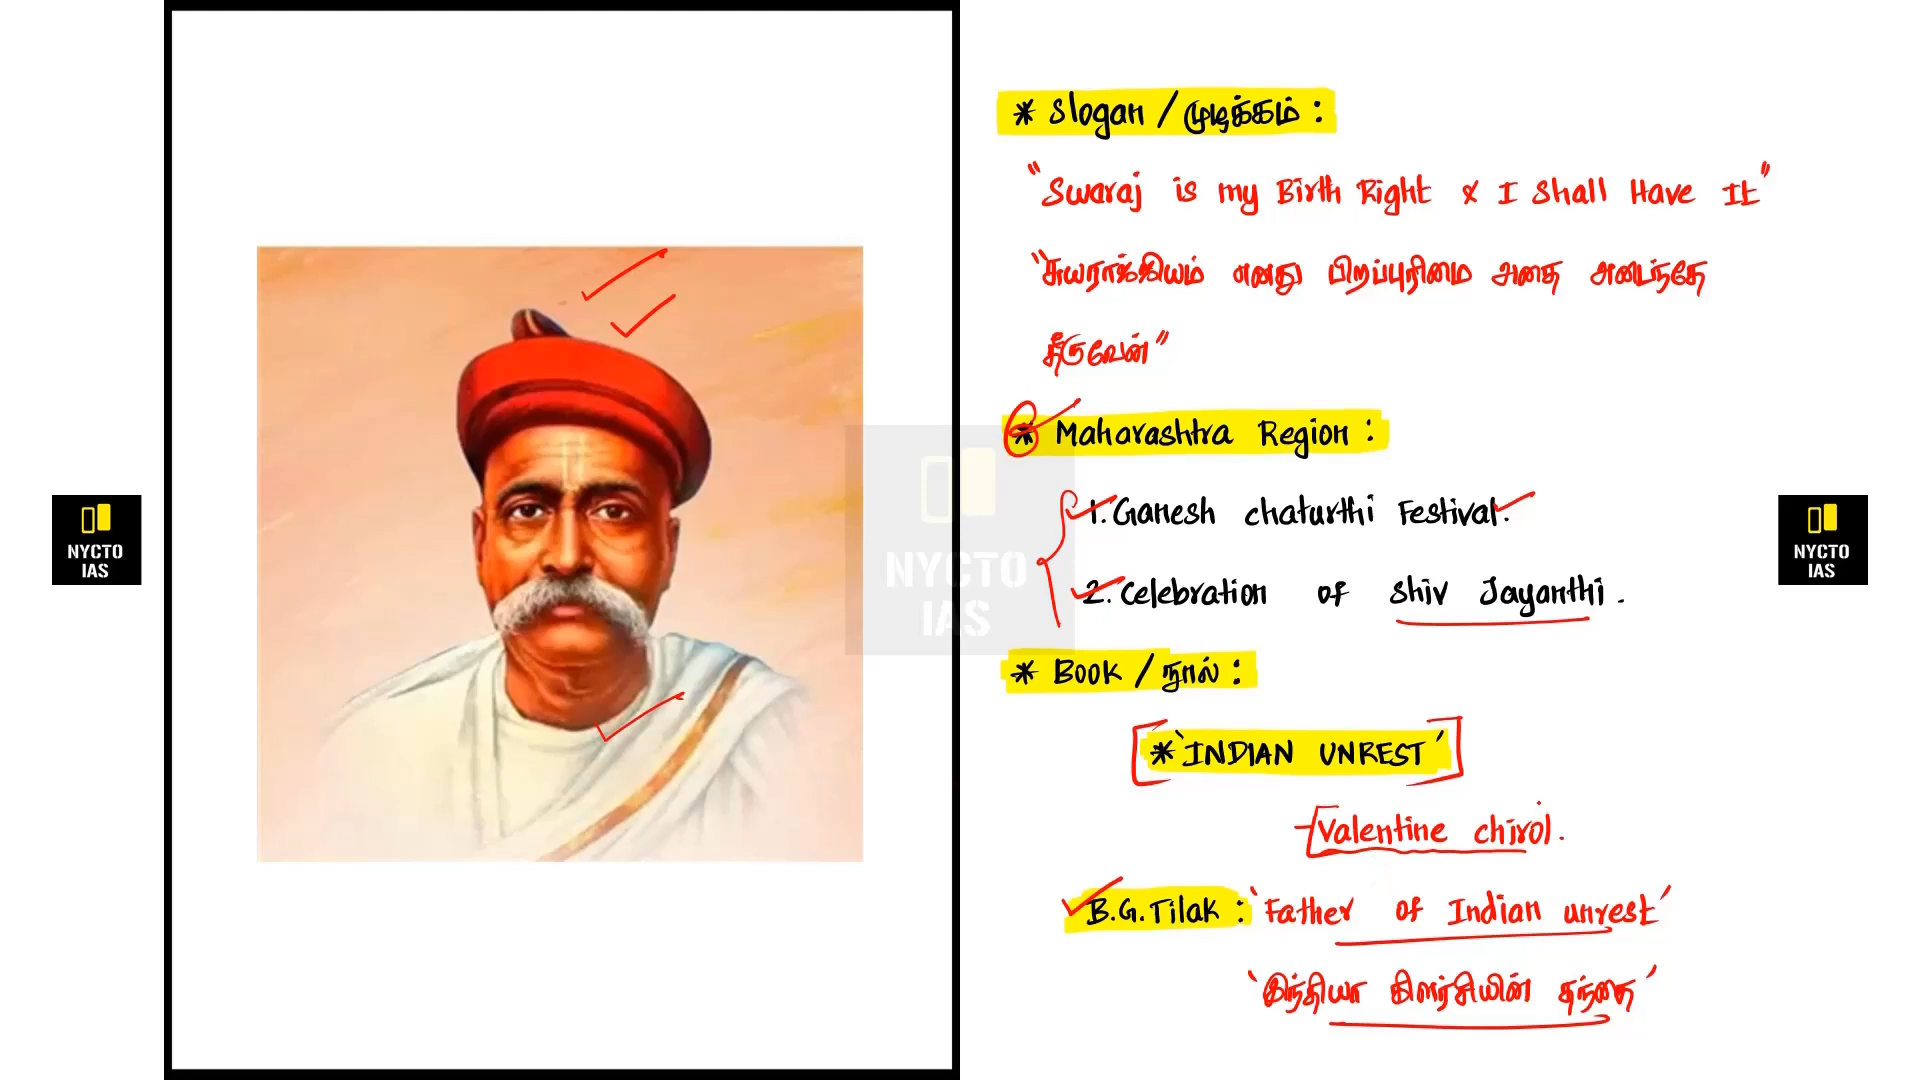 * Slogan / முழக்கம் :
"Swaraj is my Birth Right & I Shall Have It"
"சுயராஜ்ஜியம் எனது பிறப்புரிமை அதை அடைந்தே
தீருவேன்"
* Maharashtra Region :
1. Ganesh chaturthi Festival.
2. Celebration of Shiv Jayanthi.
* Book / நூல் :
* 'INDIAN UNREST'
Valentine chirol.
B.G.Tilak : 'Father of Indian unrest'
'இந்தியா கிளர்சியின் தந்தை'
NYCTO
IAS
NYCTO
IAS
NYCTO
IAS